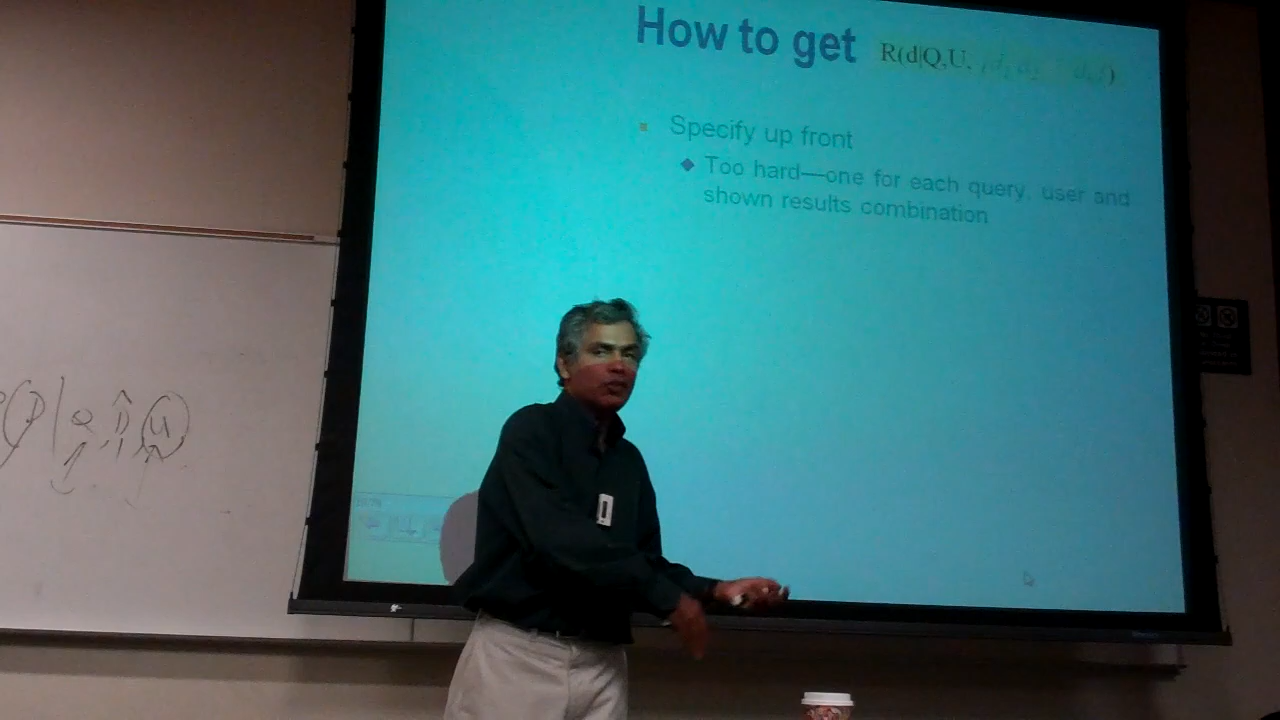 How to get R(d|Q,U,
Specify up front
Too hard—one for each query, user and
shown results combination